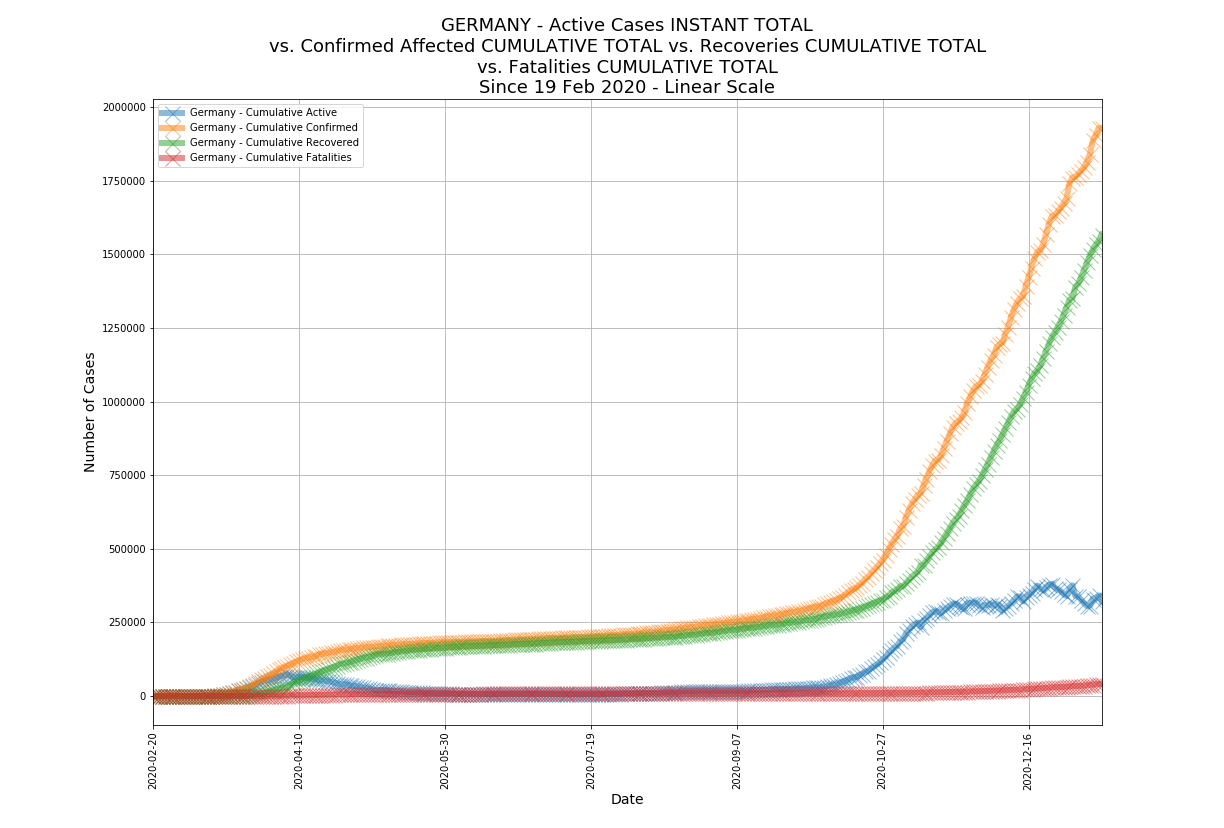 GERMANY - Active Cases INSTANT TOTAL
vs. Confirmed Affected CUMULATIVE TOTAL vs. Recoveries CUMULATIVE TOTAL
vs. Fatalities CUMULATIVE TOTAL
Since 19 Feb 2020 - Linear Scale
Germany - Cumulative Active
Germany - Cumulative Confirmed
Germany - Cumulative Recovered
Germany - Cumulative Fatalities
Number of Cases
2000000
1750000
1500000
1250000
1000000
750000
500000
250000
0
2020-02-20
2020-04-10
2020-05-30
2020-07-19
2020-09-07
2020-10-27
2020-12-16
Date